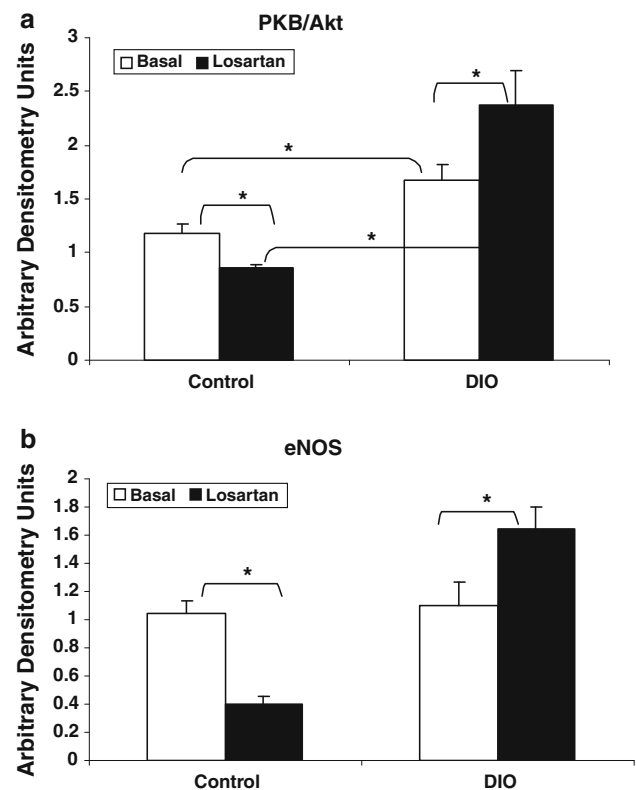 a
PKB/Akt
Arbitrary Densitometry Units
3
2.5
2
1.5
1
0.5
0
Basal Losartan
*
*
*
*
Control DIO
b
eNOS
Arbitrary Densitometry Units
2
1.8
1.6
1.4
1.2
1
0.8
0.6
0.4
0.2
0
Basal Losartan
*
*
Control DIO